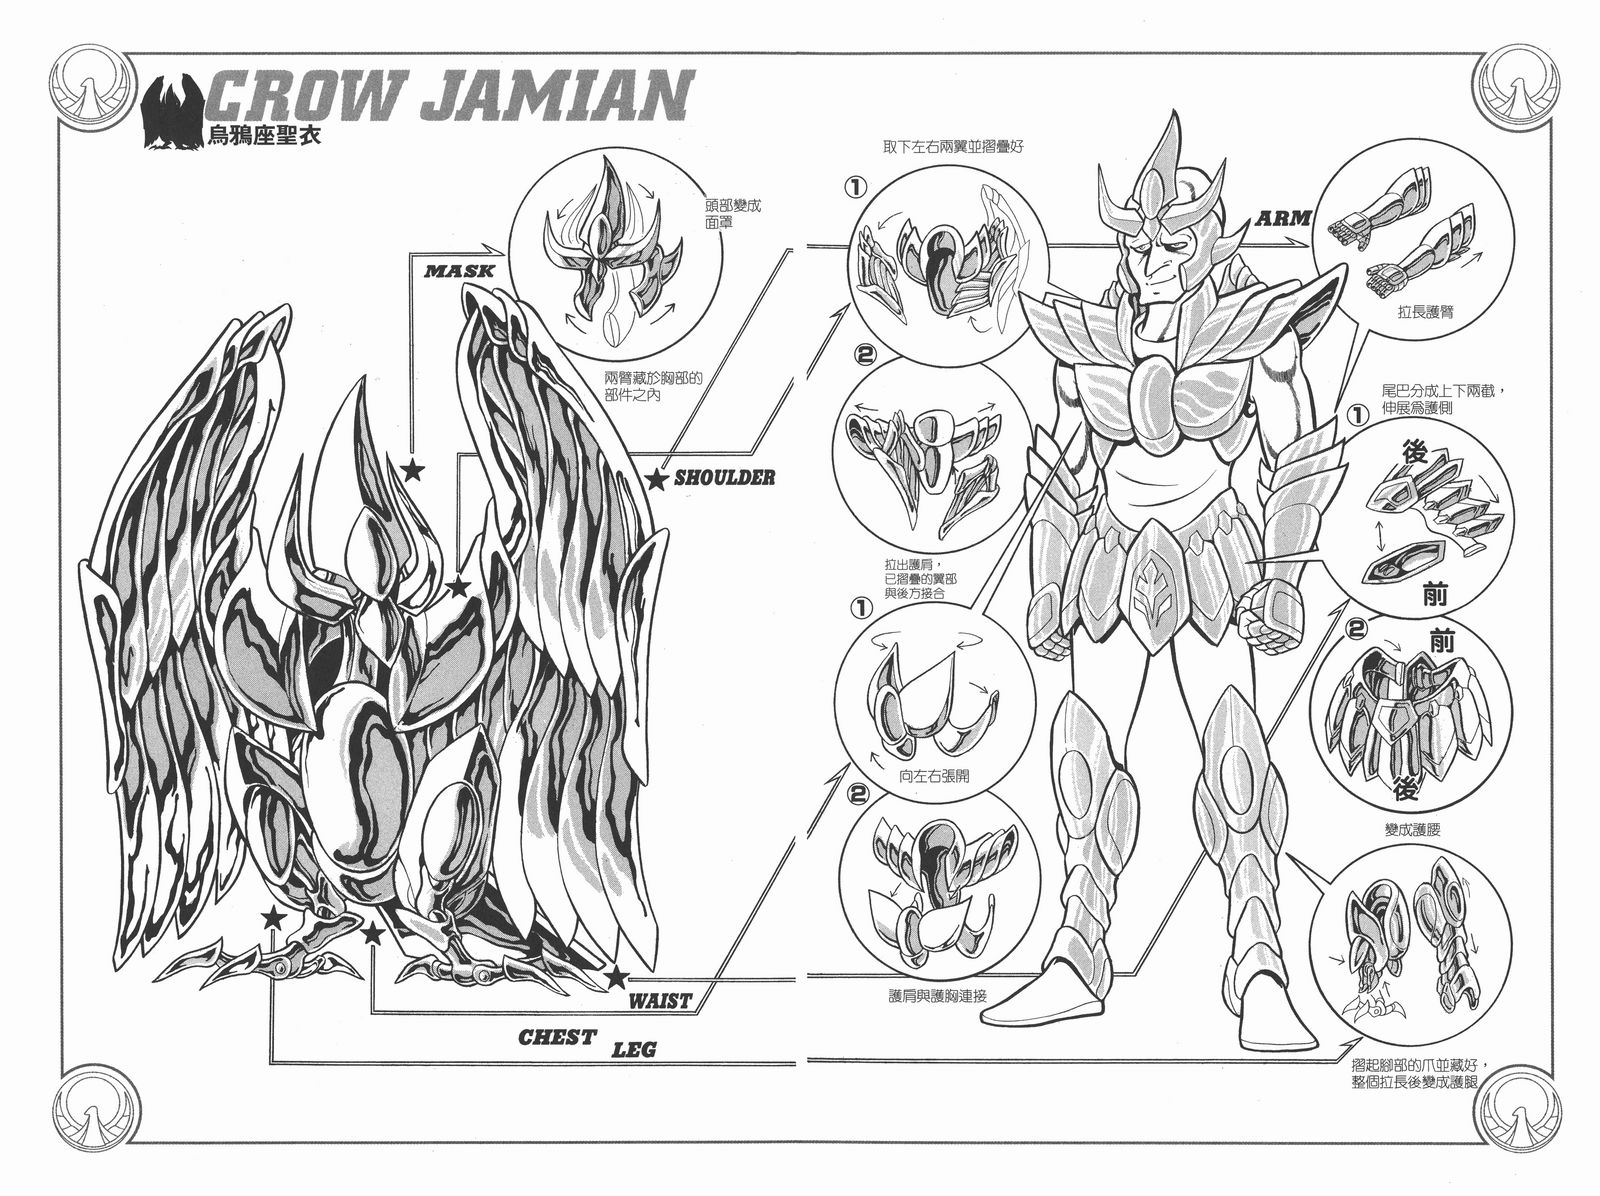 CROW JAMIAN
烏鴉座聖衣
MASK
頭部變成
面罩
兩臂藏於胸部的
部件之內
SHOULDER
WAIST
CHEST
LEG
取下左右兩翼並摺疊好
1
2
拉出護肩，
已摺疊的翼部
與後方接合
1
向左右張開
2
護肩與護胸連接
ARM
拉長護臂
尾巴分成上下兩截，
伸展爲護側
1
後
前
2
前
後
變成護腰
摺起腳部的爪並藏好，
整個拉長後變成護腿